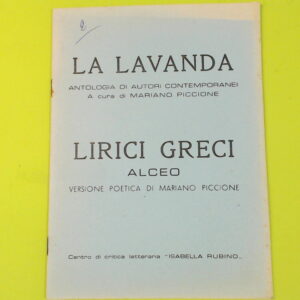 LA LAVANDA
ANTOLOGIA DI AUTORI CONTEMPORANEI
A cura di MARIANO PICCIONE
LIRICI GRECI
ALCEO
VERSIONE POETICA DI MARIANO PICCIONE
Centro di critica letteraria "ISABELLA RUBINO„